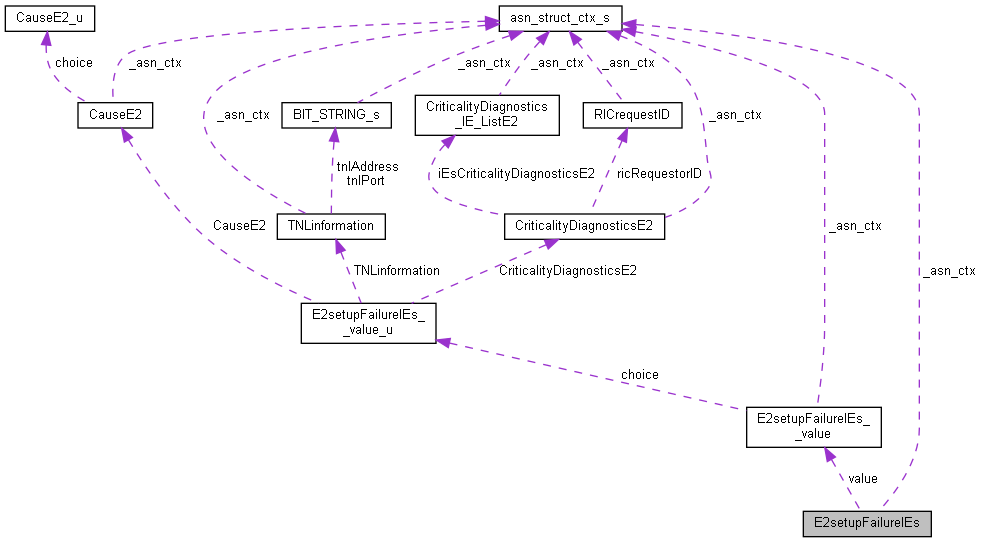 CauseE2_u
asn_struct_ctx_s
choice
_asn_ctx
_asn_ctx
_asn_ctx
_asn_ctx
CauseE2
_asn_ctx
BIT_STRING_s
CriticalityDiagnostics
_IE_ListE2
RICrequestID
_asn_ctx
tnlAddress
tnlPort
iEsCriticalityDiagnosticsE2
ricRequestorID
CauseE2
TNLinformation
CriticalityDiagnosticsE2
_asn_ctx
TNLinformation
CriticalityDiagnosticsE2
_asn_ctx
E2setupFailureIEs_
_value_u
choice
E2setupFailureIEs_
_value
value
E2setupFailureIEs